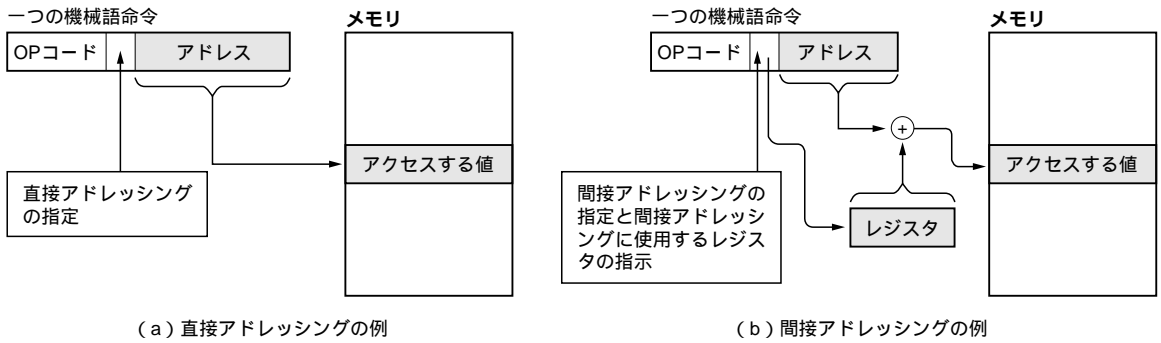 一つの機械語命令
メモリ
OPコード
アドレス
アクセスする値
直接アドレッシング
の指定
(a)直接アドレッシングの例
一つの機械語命令
メモリ
OPコード
アドレス
+
アクセスする値
間接アドレッシングの
指定と間接アドレッシ
ングに使用するレジス
タの指示
レジスタ
(b)間接アドレッシングの例